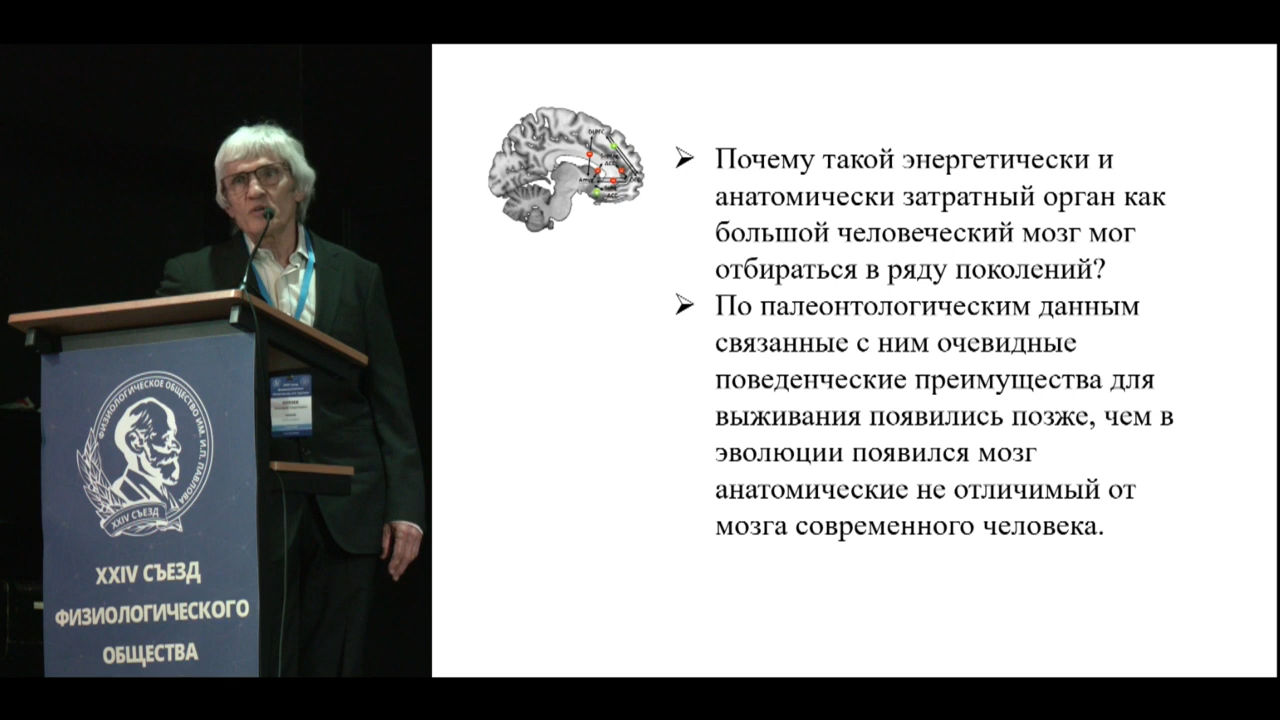 Почему такой энергетически и
анатомически затратный орган как
большой человеческий мозг мог
отбираться в ряду поколений?
По палеонтологическим данным
связанные с ним очевидные
поведенческие преимущества для
выживания появились позже, чем в
эволюции появился мозг
анатомические не отличимый от
мозга современного человека.
DLPFC
ACC
ФИЗИОЛОГИЧЕСКОЕ ОБЩЕСТВО ИМ. И.П. ПАВЛОВА
XXIV СЪЕЗД
XXIV СЪЕЗД
ФИЗИОЛОГИЧЕСКОГО
ОБЩЕСТВА